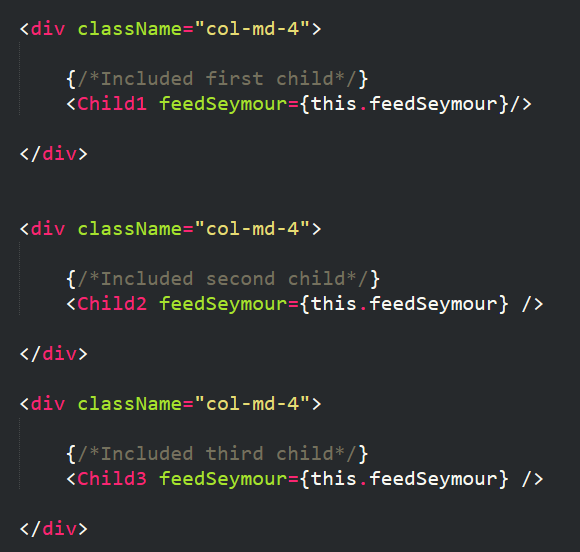 <div className="col-md-4">
{/*Included first child*/}
<Child1 feedSeymour={this.feedSeymour}/>
</div>
<div className="col-md-4">
{/*Included second child*/}
<Child2 feedSeymour={this.feedSeymour} />
</div>
<div className="col-md-4">
{/*Included third child*/}
<Child3 feedSeymour={this.feedSeymour} />
</div>